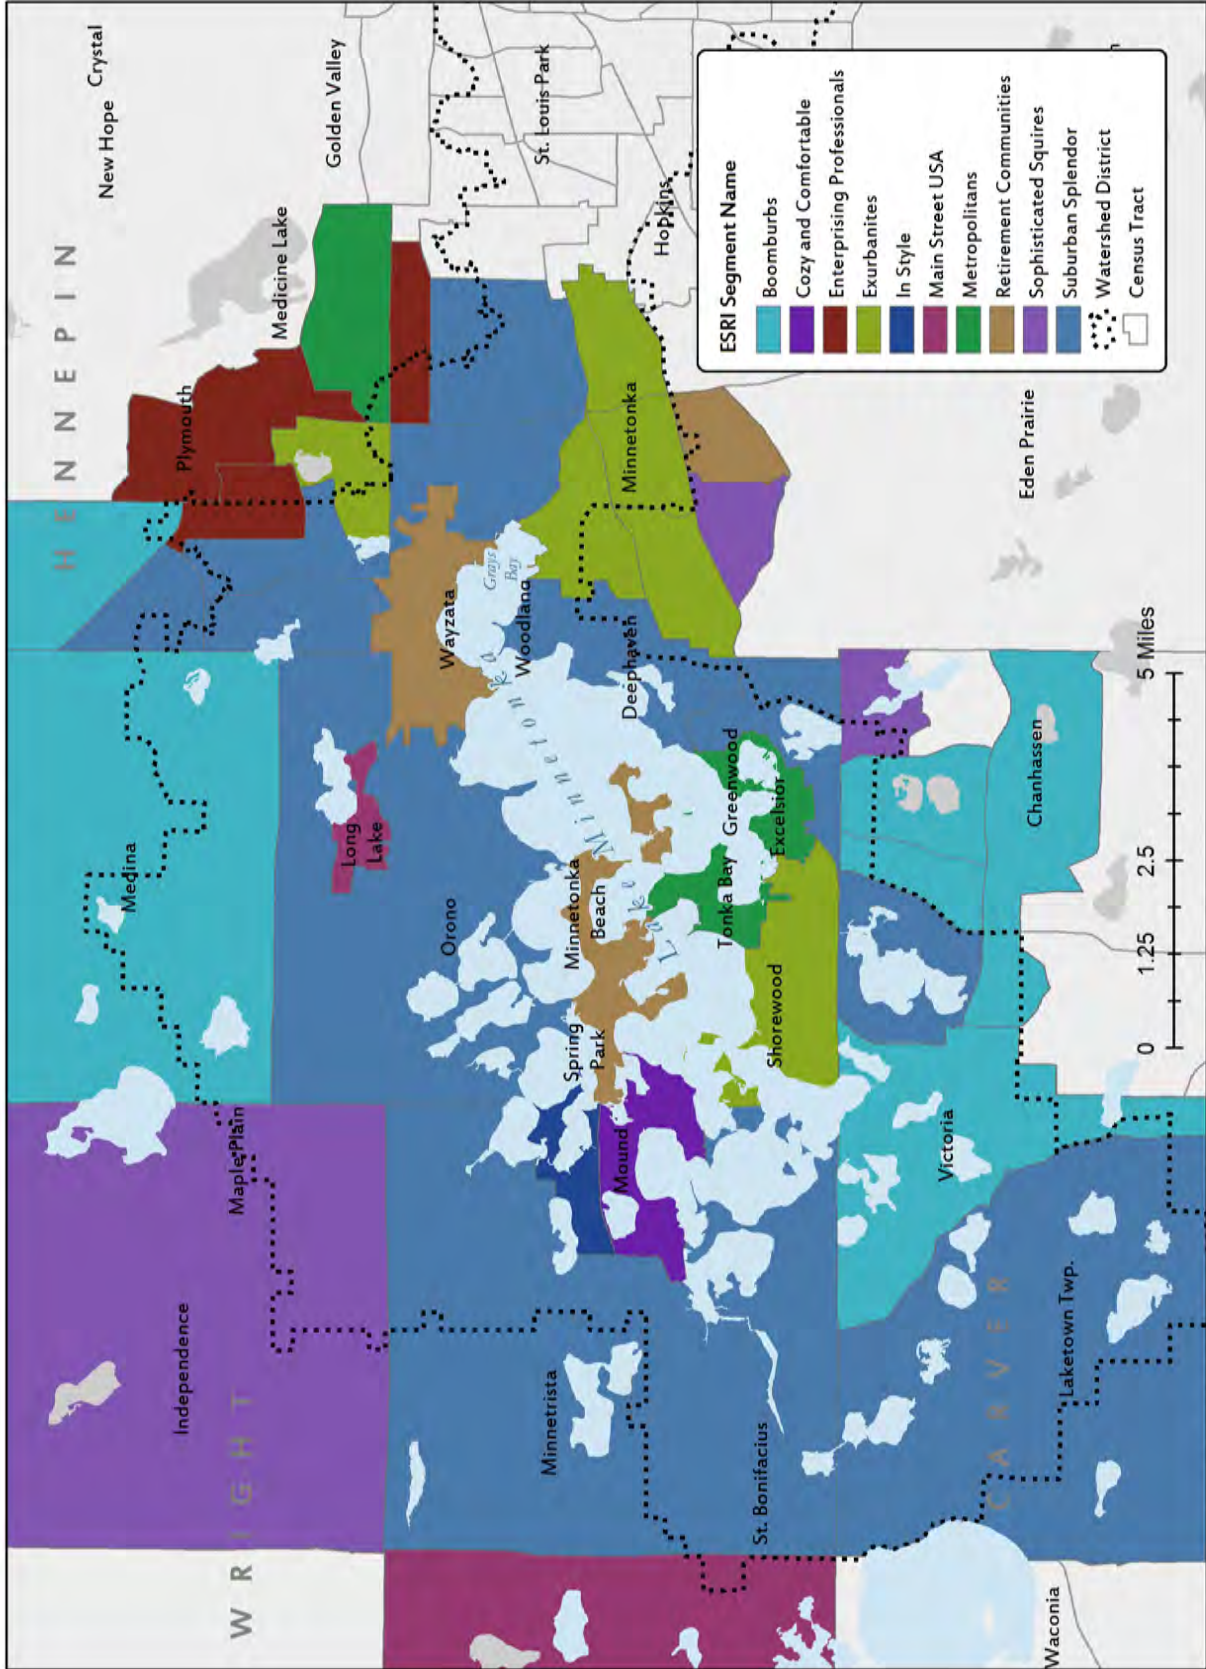 HENNEPIN
New Hope
Crystal
Golden Valley
St. Louis Park
Hopkins
Medicine Lake
Plymouth
Minnetonka
Eden Prairie
Wayzata
Grays
Bay
Woodland
Deephaven
Lake Minnetonka
Medina
Long
Lake
Orono
Minnetonka
Beach
Greenwood
Excelsior
Tonka Bay
Shorewood
Spring
Park
Mound
Chanhassen
Victoria
Maple Plain
Independence
WRIGHT
Minnetrista
St. Bonifacius
CARVER
Laketown Twp.
Waconia
ESRI Segment Name
Boomburbs
Cozy and Comfortable
Enterprising Professionals
Exurbanites
In Style
Main Street USA
Metropolitans
Retirement Communities
Sophisticated Squires
Suburban Splendor
Watershed District
Census Tract
0 1.25 2.5 5 Miles